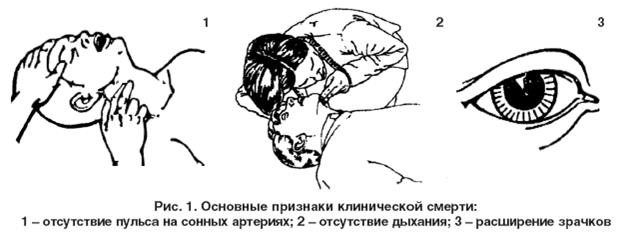 1
2
3
Рис. 1. Основные признаки клинической смерти:
1 – отсутствие пульса на сонных артериях; 2 – отсутствие дыхания; 3 – расширение зрачков